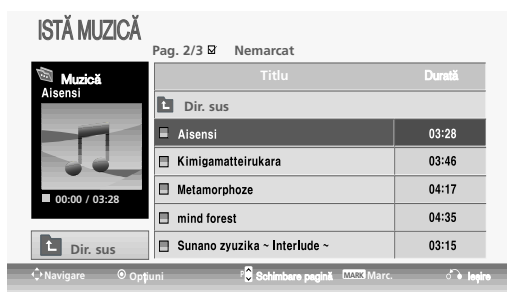 ISTĂ MUZICĂ
Pag. 2/3 Nemarcat
Muzică
Aisensi
00:00 / 03:28
Dir. sus
Titlu Durată
Dir. sus
Aisensi 03:28
Kimigamatteirukara 03:46
Metamorphoze 04:17
mind forest 04:35
Sunano zyuzika ~ Interlude ~ 03:15
Navigare Opţiuni P Schimbare pagină MARK Marc. Ieşire